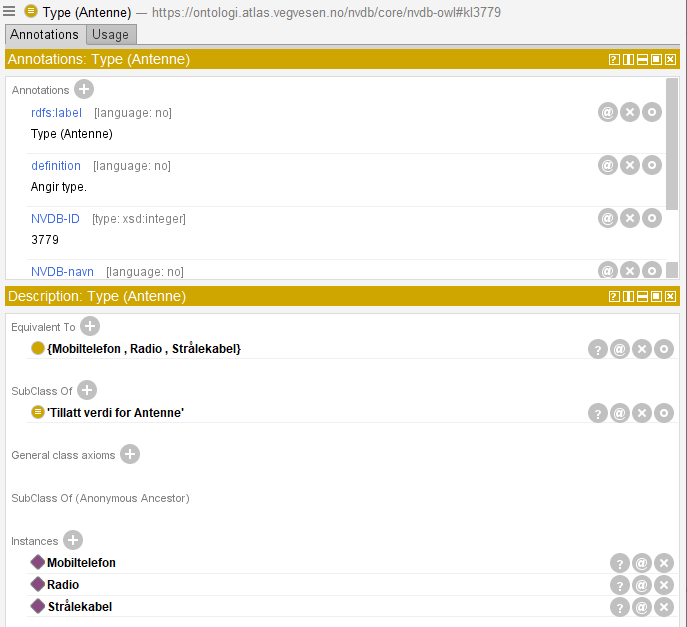 Type (Antenne) — https://ontologi.atlas.vegvesen.no/nvdb/core/nvdb-owl#kl3779
Annotations Usage
Annotations: Type (Antenne)
Annotations
rdfs:label [language: no]
Type (Antenne)
definition [language: no]
Angir type.
NVDB-ID [type: xsd:integer]
3779
NVDB-navn [language: no]
Description: Type (Antenne)
Equivalent To
{Mobiltelefon , Radio , Strålekabel}
SubClass Of
'Tillatt verdi for Antenne'
General class axioms
SubClass Of (Anonymous Ancestor)
Instances
Mobiltelefon
Radio
Strålekabel